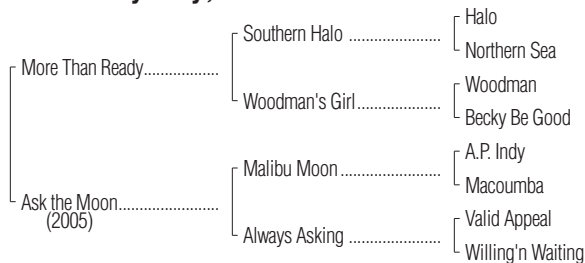 Halo
Southern Halo ....................
Northern Sea
More Than Ready................
Woodman
Woodman's Girl..................
Becky Be Good
A.P. Indy
Malibu Moon ......................
Macoumba
Ask the Moon.....................
(2005)
Valid Appeal
Always Asking ....................
Willing'n Waiting